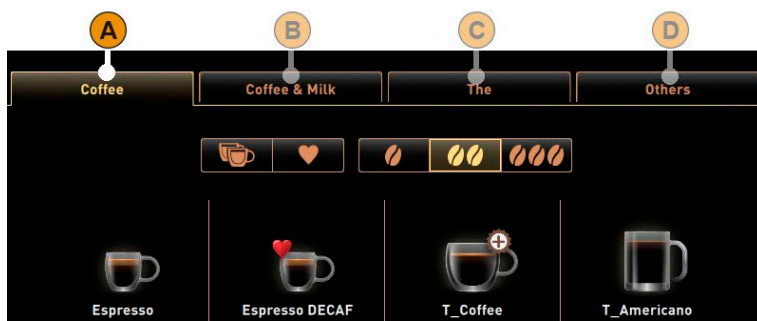 A B C D
Coffee Coffee & Milk The Others
Espresso Espresso DECAF T_Coffee T_Americano